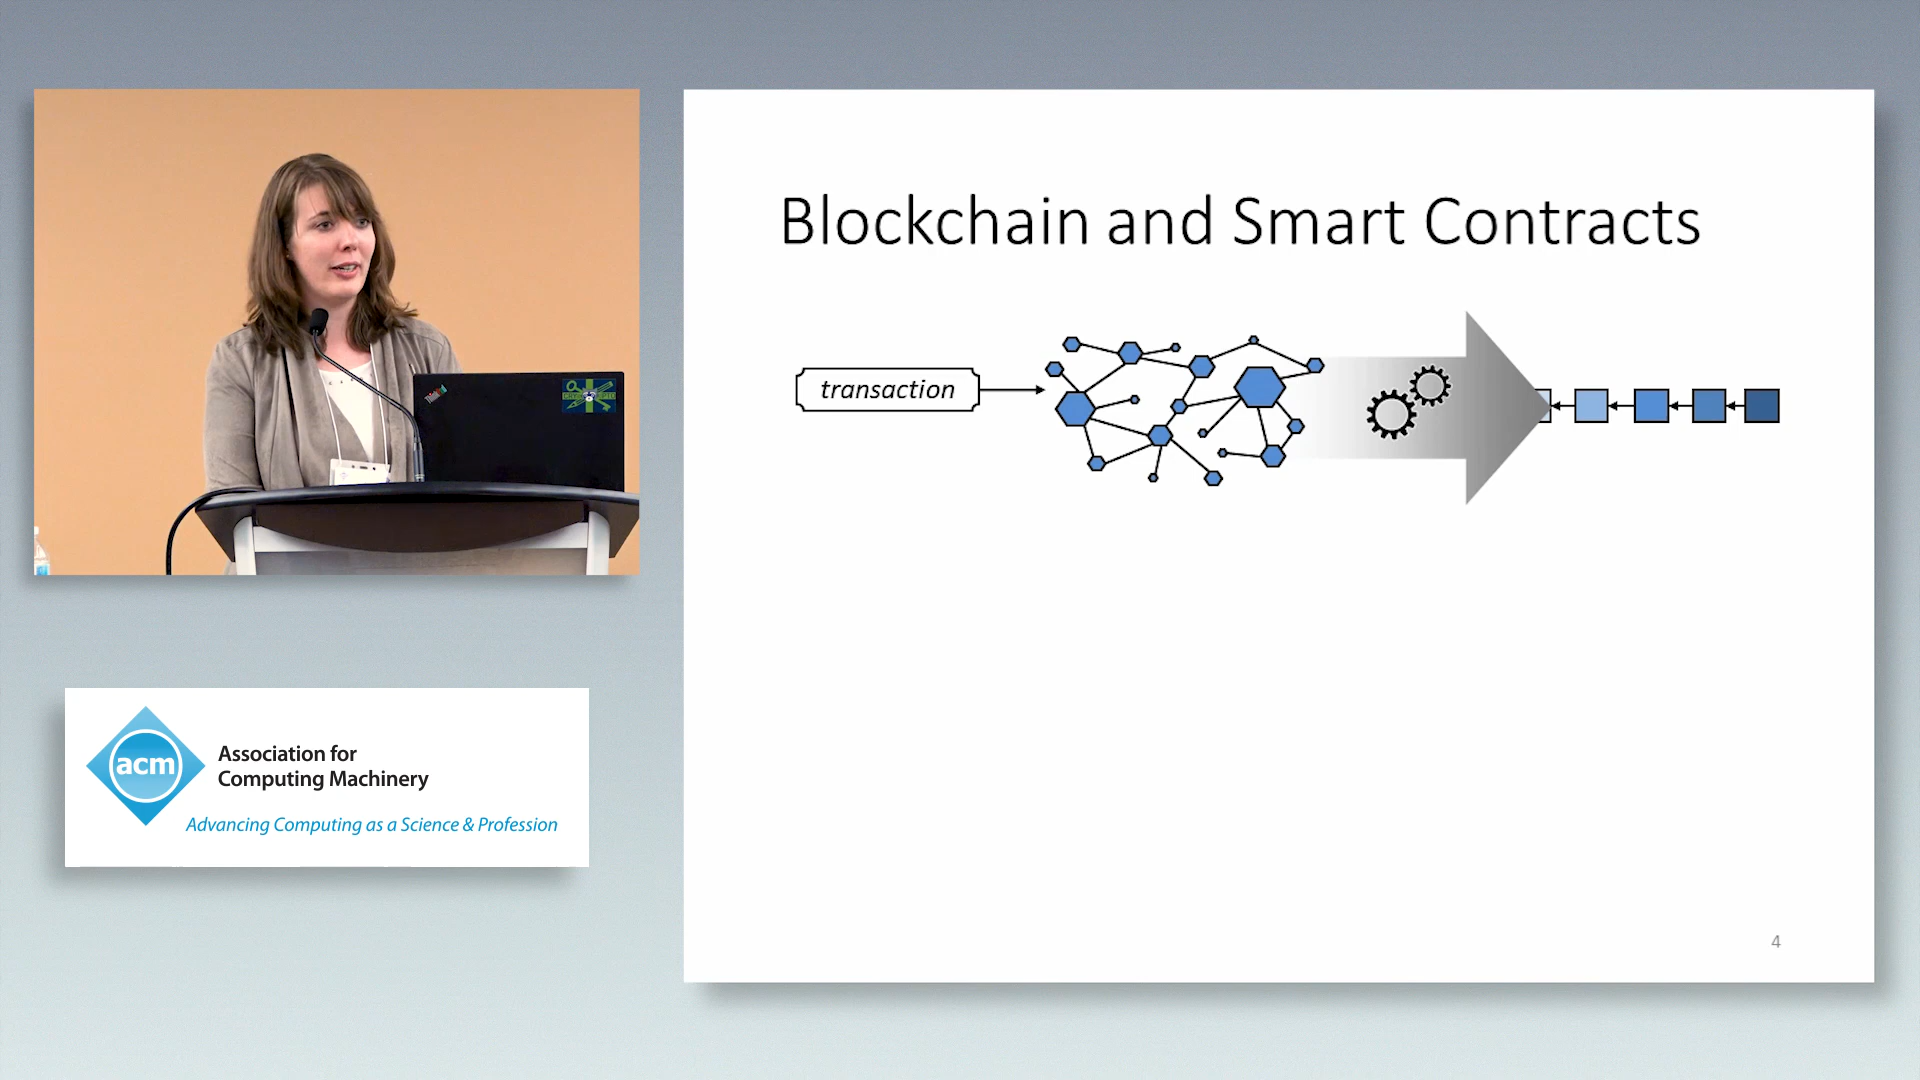 Blockchain and Smart Contracts
transaction
acm
Association for
Computing Machinery
Advancing Computing as a Science & Profession
4